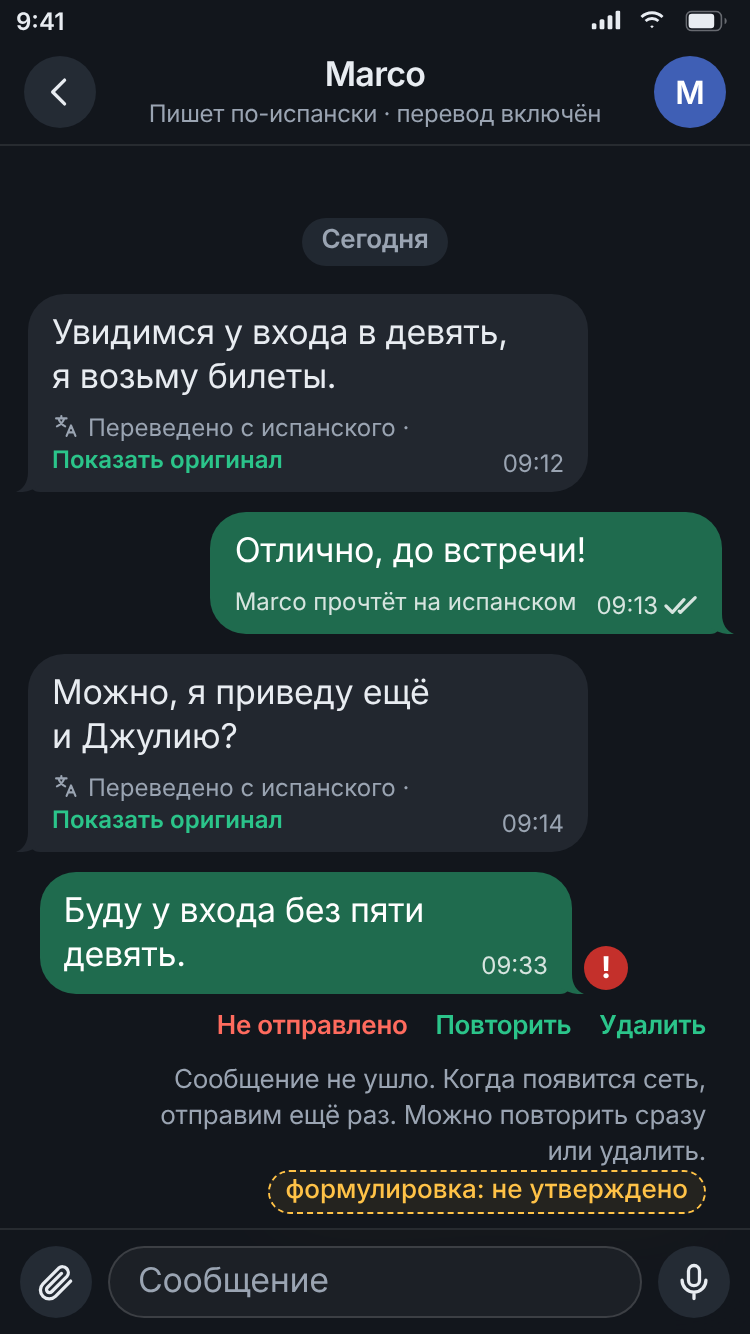 9:41
Marco
Пишет по-испански · перевод включён
M
Сегодня
Увидимся у входа в девять,
я возьму билеты.
Переведено с испанского ·
Показать оригинал
09:12
Отлично, до встречи!
Marco прочтёт на испанском
09:13
Можно, я приведу ещё
и Джулию?
Переведено с испанского ·
Показать оригинал
09:14
Буду у входа без пяти
девять.
09:33
!
Не отправлено Повторить Удалить
Сообщение не ушло. Когда появится сеть,
отправим ещё раз. Можно повторить сразу
или удалить.
формулировка: не утверждено
Сообщение